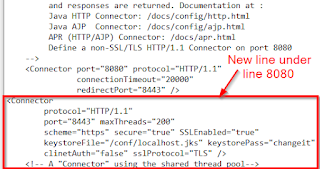 and responses are returned. Documentation at :
Java HTTP Connector: /docs/config/http.html
Java AJP  Connector: /docs/config/ajp.html
APR (HTTP/AJP) Connector: /docs/apr.html
Define a non-SSL/TLS HTTP/1.1 Connector on port 8080
-->
<Connector port="8080" protocol="HTTP/1.1"
connectionTimeout="20000"
redirectPort="8443" />
New line under
line 8080
<Connector
protocol="HTTP/1.1"
port="8443" maxThreads="200"
scheme="https" secure="true" SSLEnabled="true"
keystoreFile="/conf/localhost.jks" keystorePass="changeit"
clinetAuth="false" sslProtocol="TLS" />
<!-- A "Connector" using the shared thread pool-->